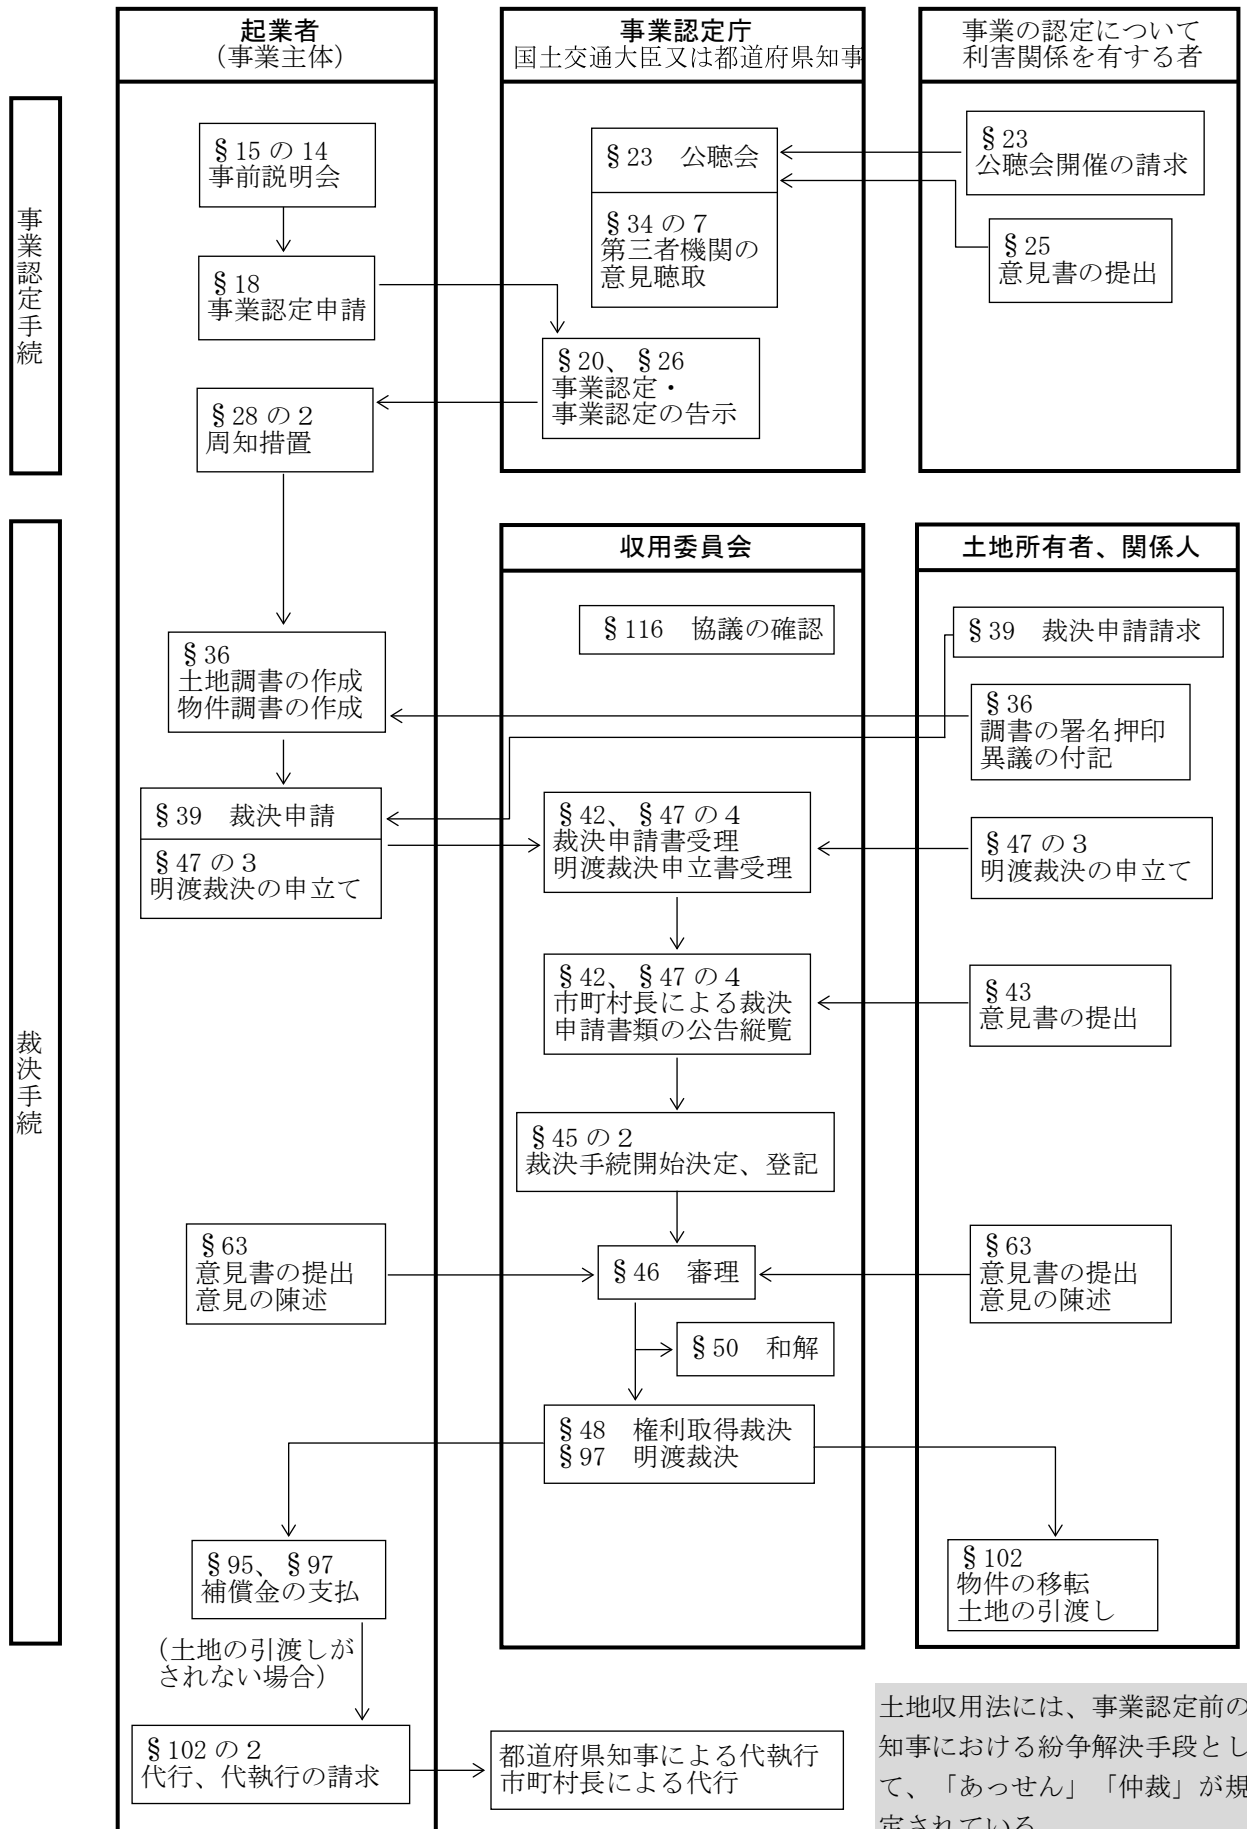 起業者
（事業主体）
事業認定庁
国土交通大臣又は都道府県知事
事業の認定について
利害関係を有する者
事業認定手続
§15の14
事前説明会
§18
事業認定申請
§28の2
周知措置
§23　公聴会
§34の7
第三者機関の
意見聴取
§20、§26
事業認定・
事業認定の告示
§23
公聴会開催の請求
§25
意見書の提出
裁決手続
収用委員会
土地所有者、関係人
§116　協議の確認
§39　裁決申請請求
§36
土地調書の作成
物件調書の作成
§36
調書の署名押印
異議の付記
§39　裁決申請
§47の3
明渡裁決の申立て
§42、§47の4
裁決申請書受理
明渡裁決申立書受理
§47の3
明渡裁決の申立て
§42、§47の4
市町村長による裁決
申請書類の公告縦覧
§43
意見書の提出
§45の2
裁決手続開始決定、登記
§63
意見書の提出
意見の陳述
§46　審理
§63
意見書の提出
意見の陳述
§50　和解
§48　権利取得裁決
§97　明渡裁決
§95、§97
補償金の支払
§102
物件の移転
土地の引渡し
（土地の引渡しが
されない場合）
§102の2
代行、代執行の請求
都道府県知事による代執行
市町村長による代行
土地収用法には、事業認定前の
知事における紛争解決手段とし
て、「あっせん」「仲裁」が規
定されている